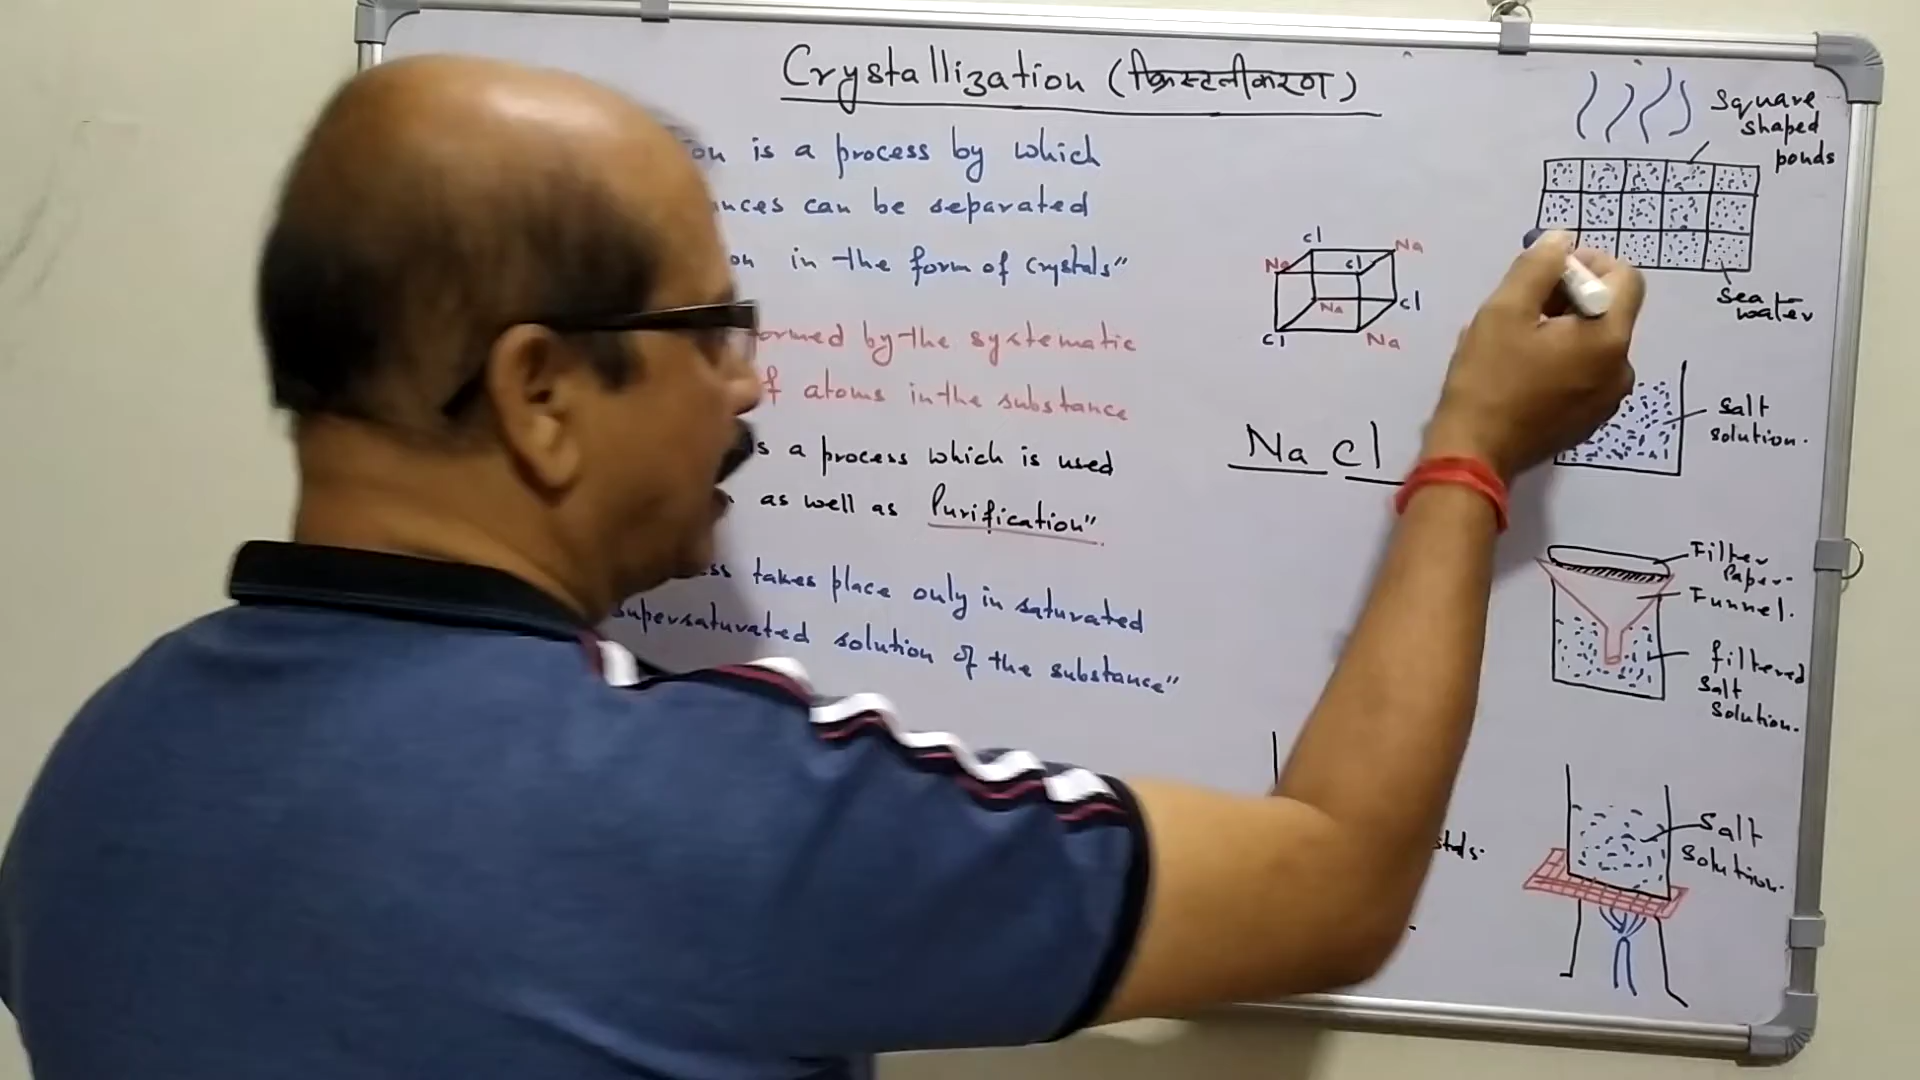 Crystallization (क्रिस्टलीकरण)
is a process by which
can be separated
in the form of crystals"
by the systematic
atoms in the substance
is a process which is used
as well as Purification"
takes place only in saturated
supersaturated solution of the substance"
Cl
Na
Na
Cl
Na
Cl
Cl
Na
Na Cl
Square
shaped
ponds
Sea
water
Salt
solution.
Filter
Paper.
Funnel.
filtered
Salt
Solution.
Salt
Solution.